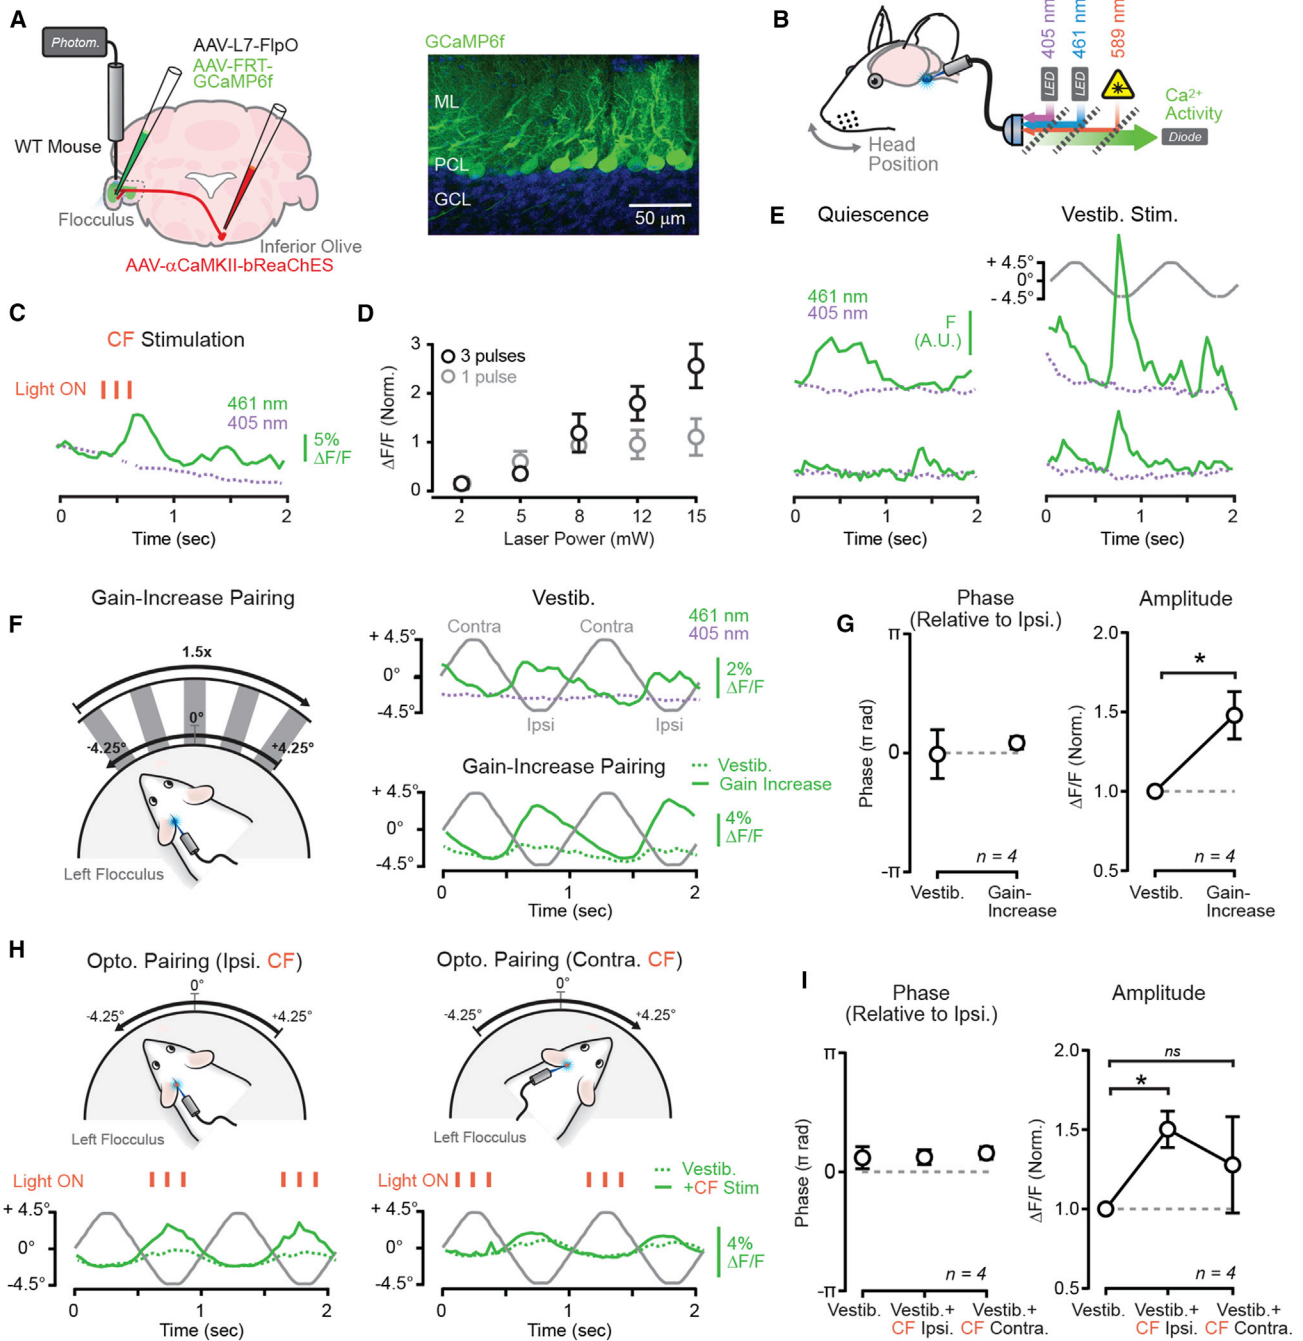 A
Photom.
AAV-L7-FlpO
AAV-FRT-
GCaMP6f
WT Mouse
Flocculus
Inferior Olive
AAV-αCaMKII-bReaChES
GCaMP6f
ML
PCL
GCL
50 μm
B
405 nm
461 nm
589 nm
LED
LED
Ca²⁺
Activity
Diode
Head
Position
C
CF Stimulation
Light ON
461 nm
405 nm
5%
ΔF/F
0
1
2
Time (sec)
D
ΔF/F (Norm.)
3
2
1
0
3 pulses
1 pulse
2
5
8
12
15
Laser Power (mW)
E
Quiescence
Vestib. Stim.
+ 4.5°
0°
- 4.5°
461 nm
405 nm
F
(A.U.)
0
1
2
Time (sec)
0
1
2
Time (sec)
F
Gain-Increase Pairing
1.5x
0°
-4.25°
+4.25°
Left Flocculus
Vestib.
461 nm
405 nm
+ 4.5°
0°
-4.5°
Contra
Contra
Ipsi
Ipsi
2%
ΔF/F
Gain-Increase Pairing
Vestib.
Gain Increase
+ 4.5°
0°
-4.5°
4%
ΔF/F
0
1
2
Time (sec)
G
Phase
(Relative to Ipsi.)
Phase (π rad)
π
0
-π
n = 4
Vestib.
Gain-
Increase
Amplitude
ΔF/F (Norm.)
2.0
1.5
1.0
0.5
*
n = 4
Vestib.
Gain-
Increase
H
Opto. Pairing (Ipsi. CF)
0°
-4.25°
+4.25°
Left Flocculus
Opto. Pairing (Contra. CF)
0°
-4.25°
+4.25°
Left Flocculus
Light ON
+ 4.5°
0°
-4.5°
0
1
2
Time (sec)
Light ON
Vestib.
+CF Stim
+ 4.5°
0°
-4.5°
4%
ΔF/F
0
1
2
Time (sec)
I
Phase
(Relative to Ipsi.)
Phase (π rad)
π
0
-π
n = 4
Vestib.
Vestib.+
CF Ipsi.
Vestib.+
CF Contra.
Amplitude
ΔF/F (Norm.)
2.0
1.5
1.0
0.5
ns
*
n = 4
Vestib.
Vestib.+
CF Ipsi.
Vestib.+
CF Contra.